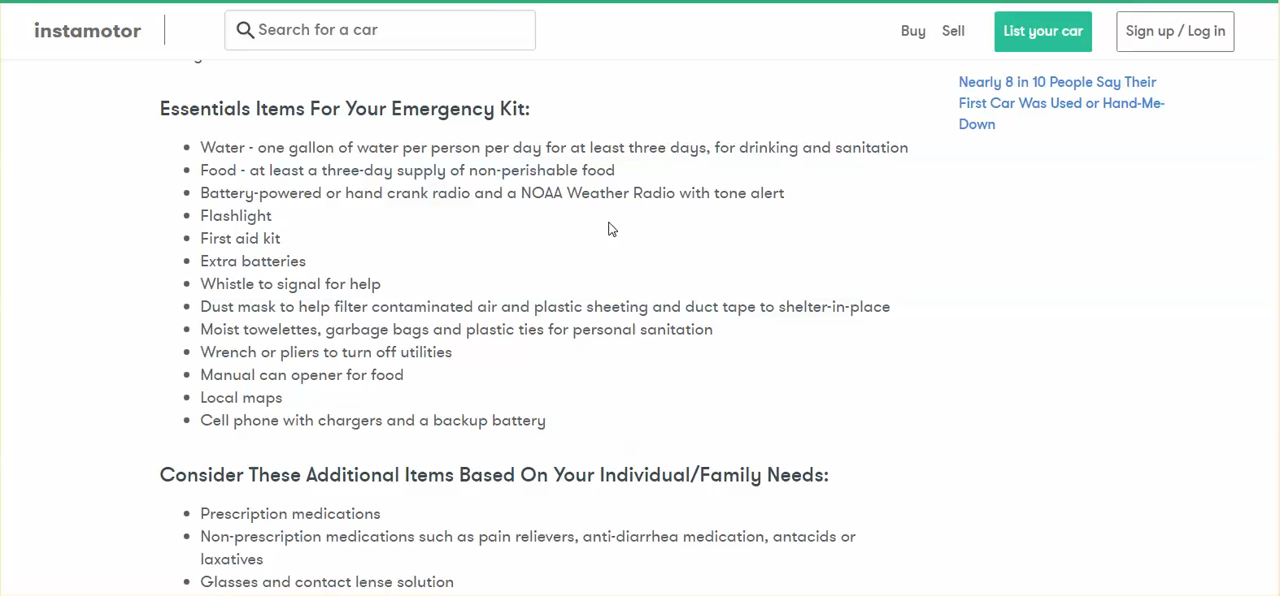 instamotor
Search for a car
Buy
Sell
List your car
Sign up / Log in
Nearly 8 in 10 People Say Their
First Car Was Used or Hand-Me-
Down
Essentials Items For Your Emergency Kit:
• Water - one gallon of water per person per day for at least three days, for drinking and sanitation
• Food - at least a three-day supply of non-perishable food
• Battery-powered or hand crank radio and a NOAA Weather Radio with tone alert
• Flashlight
• First aid kit
• Extra batteries
• Whistle to signal for help
• Dust mask to help filter contaminated air and plastic sheeting and duct tape to shelter-in-place
• Moist towelettes, garbage bags and plastic ties for personal sanitation
• Wrench or pliers to turn off utilities
• Manual can opener for food
• Local maps
• Cell phone with chargers and a backup battery
Consider These Additional Items Based On Your Individual/Family Needs:
• Prescription medications
• Non-prescription medications such as pain relievers, anti-diarrhea medication, antacids or
laxatives
• Glasses and contact lense solution